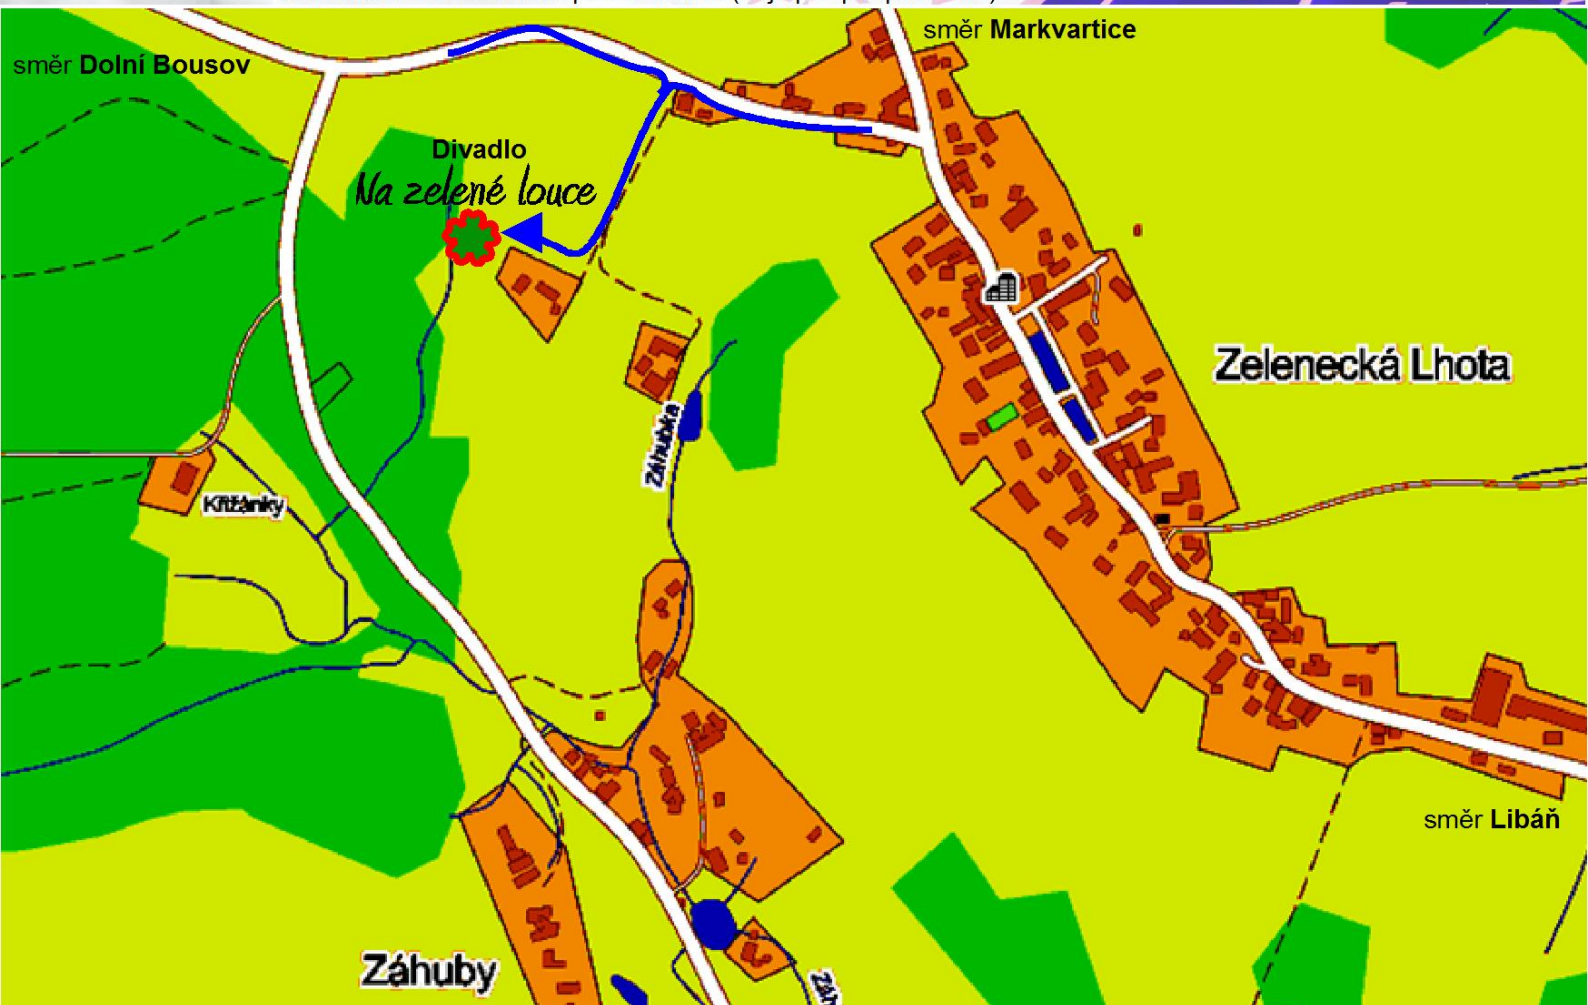 směr Markvartice
směr Dolní Bousov
Divadlo
Na zelené louce
Zelenecká Lhota
Záhubka
Křižánky
směr Libáň
Záhuby